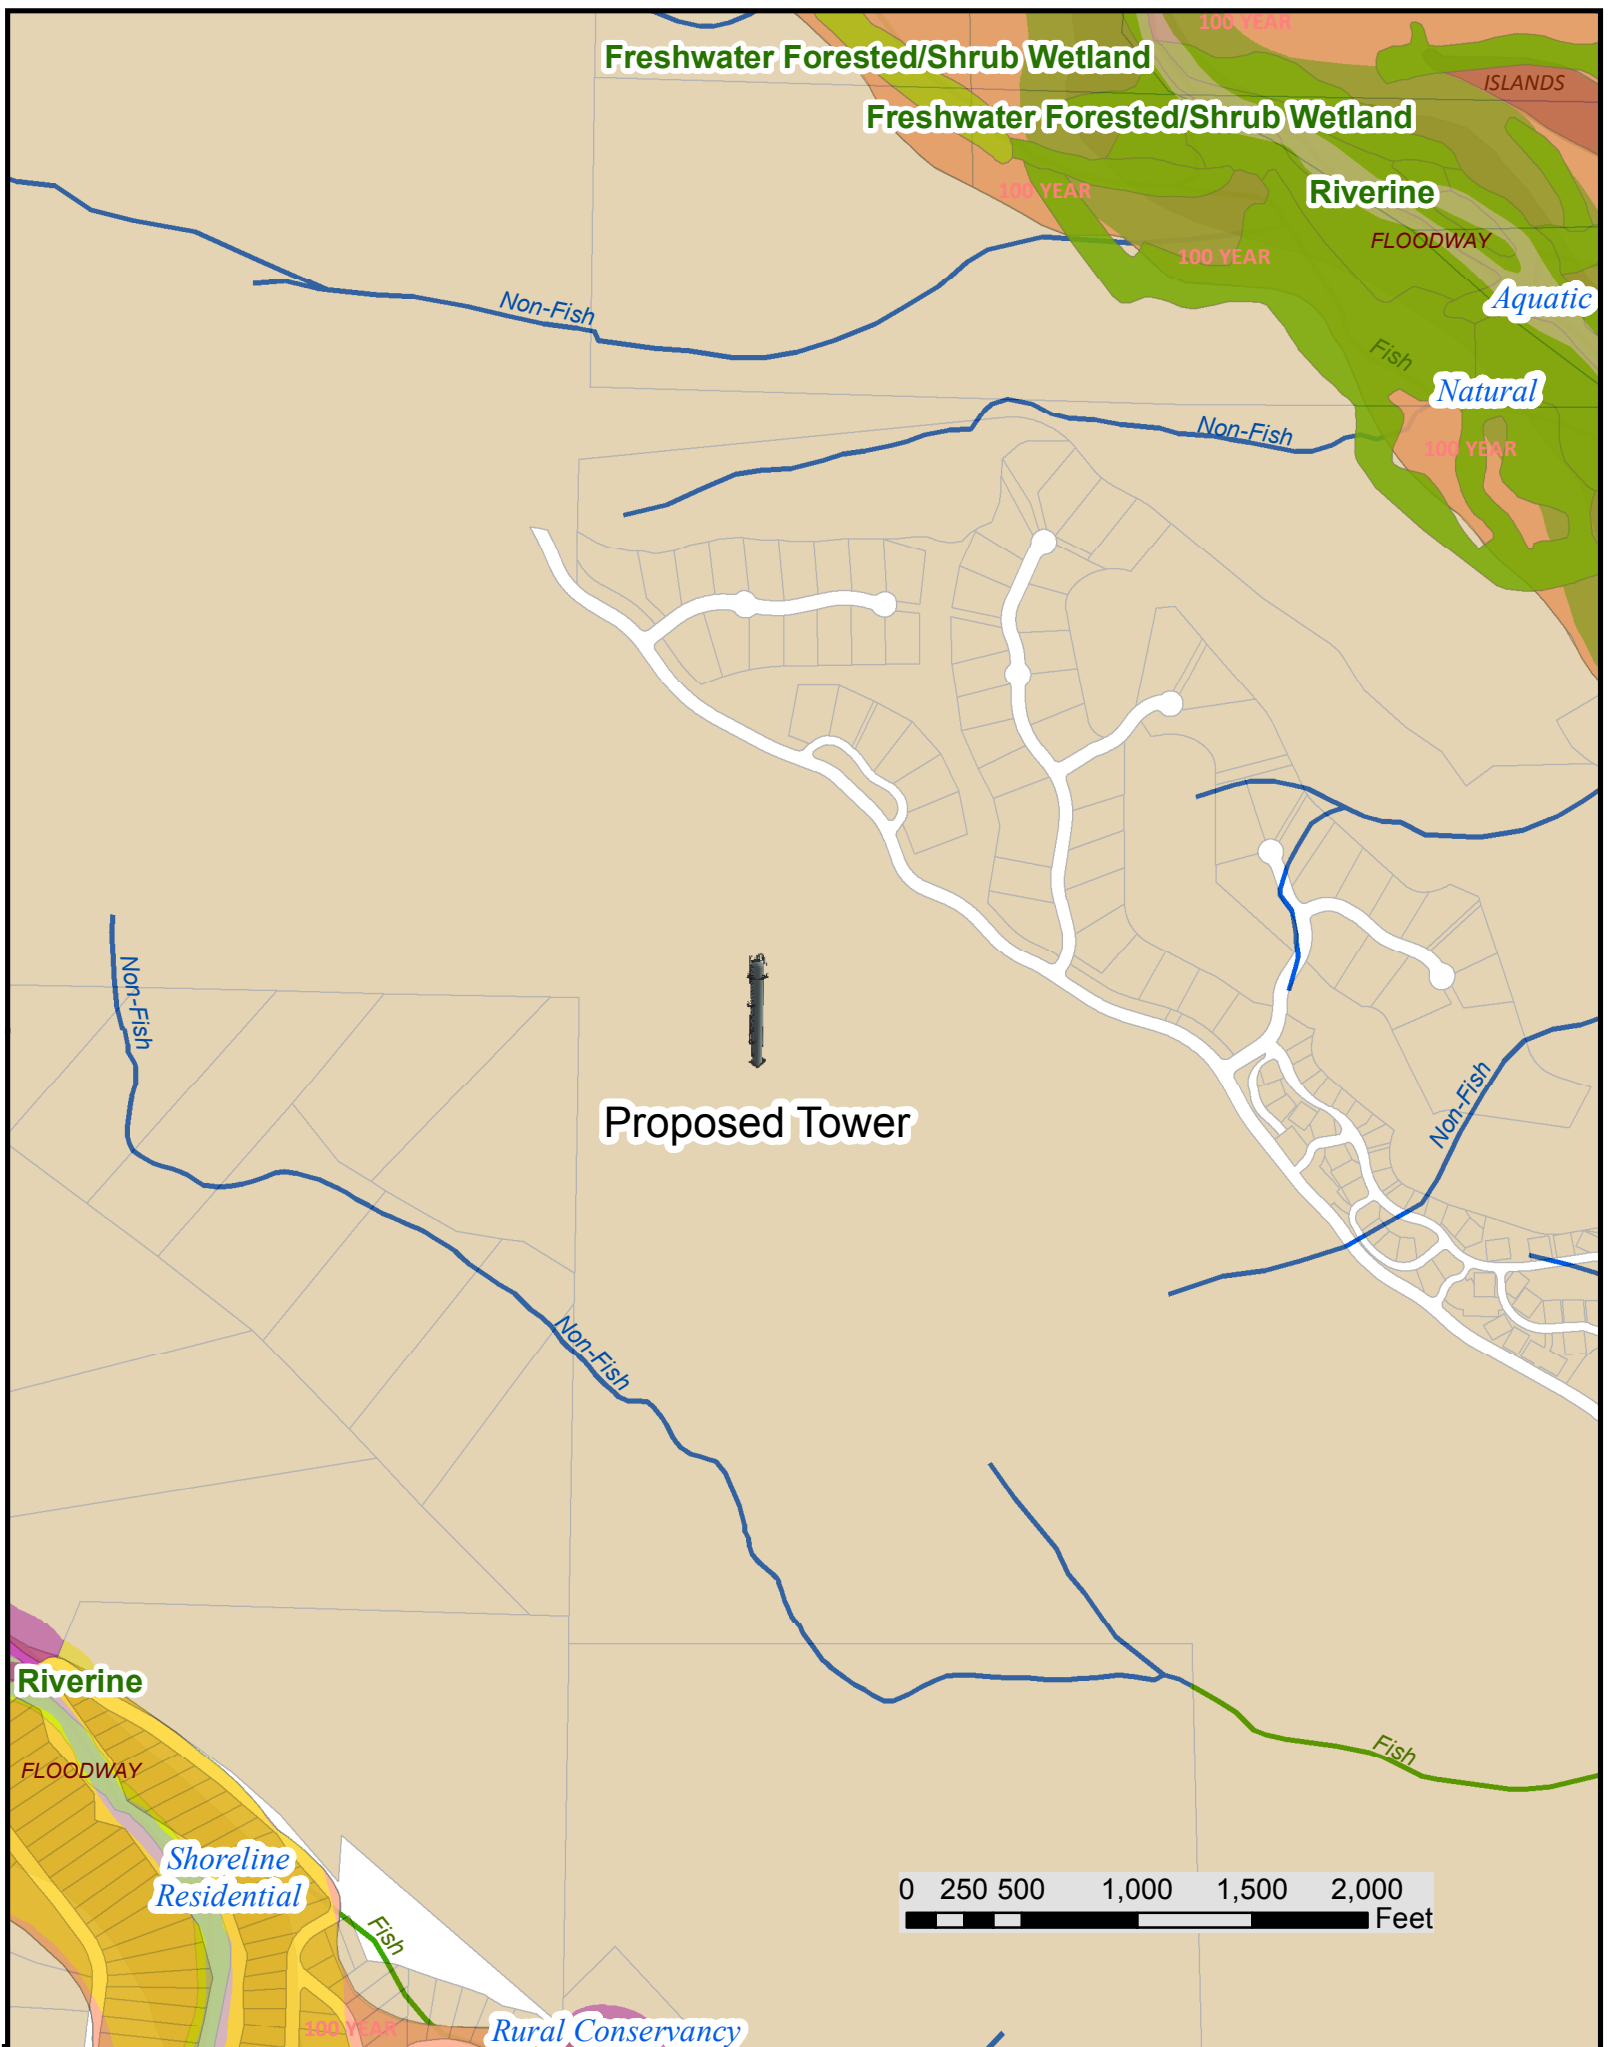 100 YEAR
Freshwater Forested/Shrub Wetland
ISLANDS
Freshwater Forested/Shrub Wetland
100 YEAR
Riverine
FLOODWAY
100 YEAR
Aquatic
Non-Fish
Fish
Natural
Non-Fish
100 YEAR
Non-Fish
Non-Fish
Proposed Tower
Non-Fish
Riverine
Fish
FLOODWAY
Shoreline
Residential
0 250 500 1,000 1,500 2,000
Feet
Fish
100 YEAR
Rural Conservancy